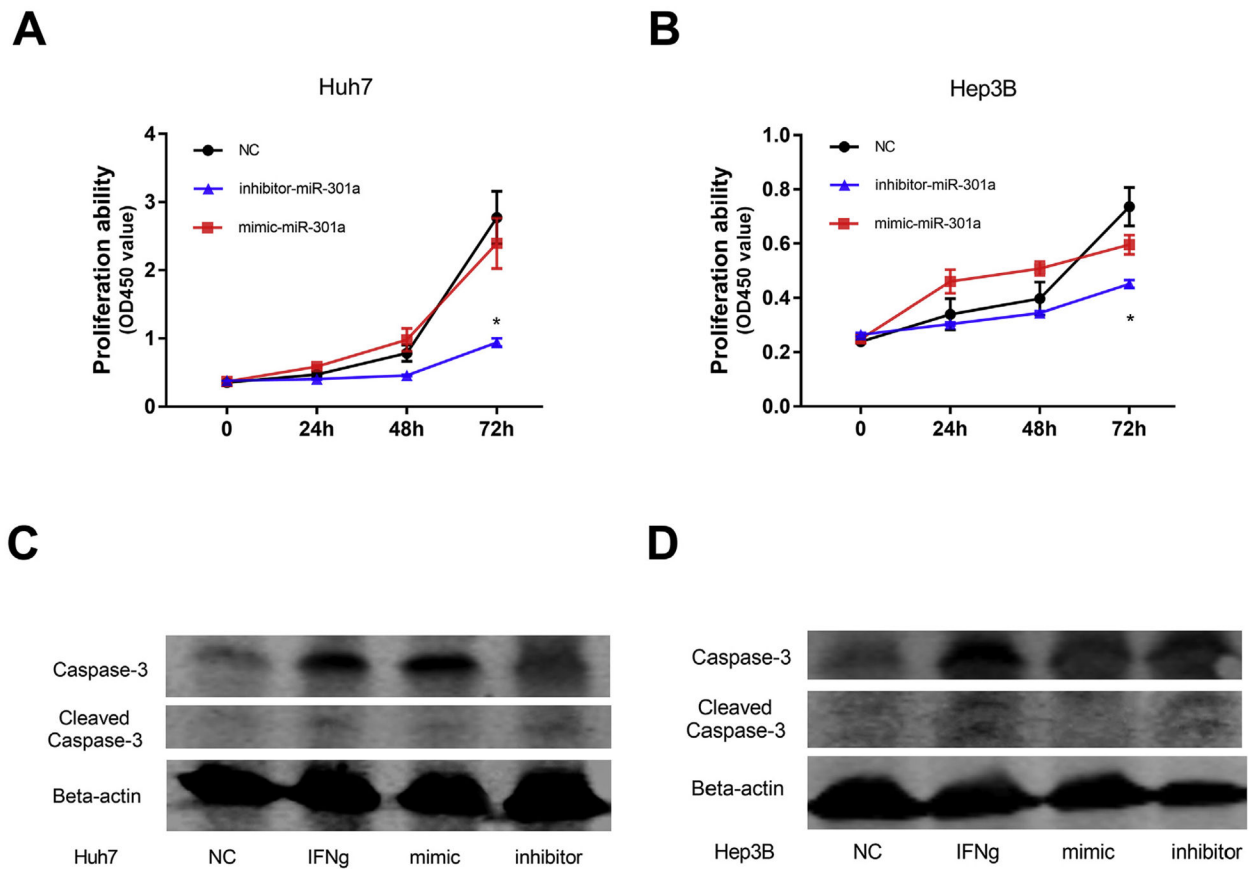 A
B
Huh7
Hep3B
Proliferation ability
(OD450 value)
4
3
2
1
0
NC
inhibitor-miR-301a
mimic-miR-301a
*
0 24h 48h 72h
Proliferation ability
(OD450 value)
1.0
0.8
0.6
0.4
0.2
0.0
NC
inhibitor-miR-301a
mimic-miR-301a
*
0 24h 48h 72h
C
D
Caspase-3
Cleaved
Caspase-3
Beta-actin
Huh7 NC IFNg mimic inhibitor
Caspase-3
Cleaved
Caspase-3
Beta-actin
Hep3B NC IFNg mimic inhibitor